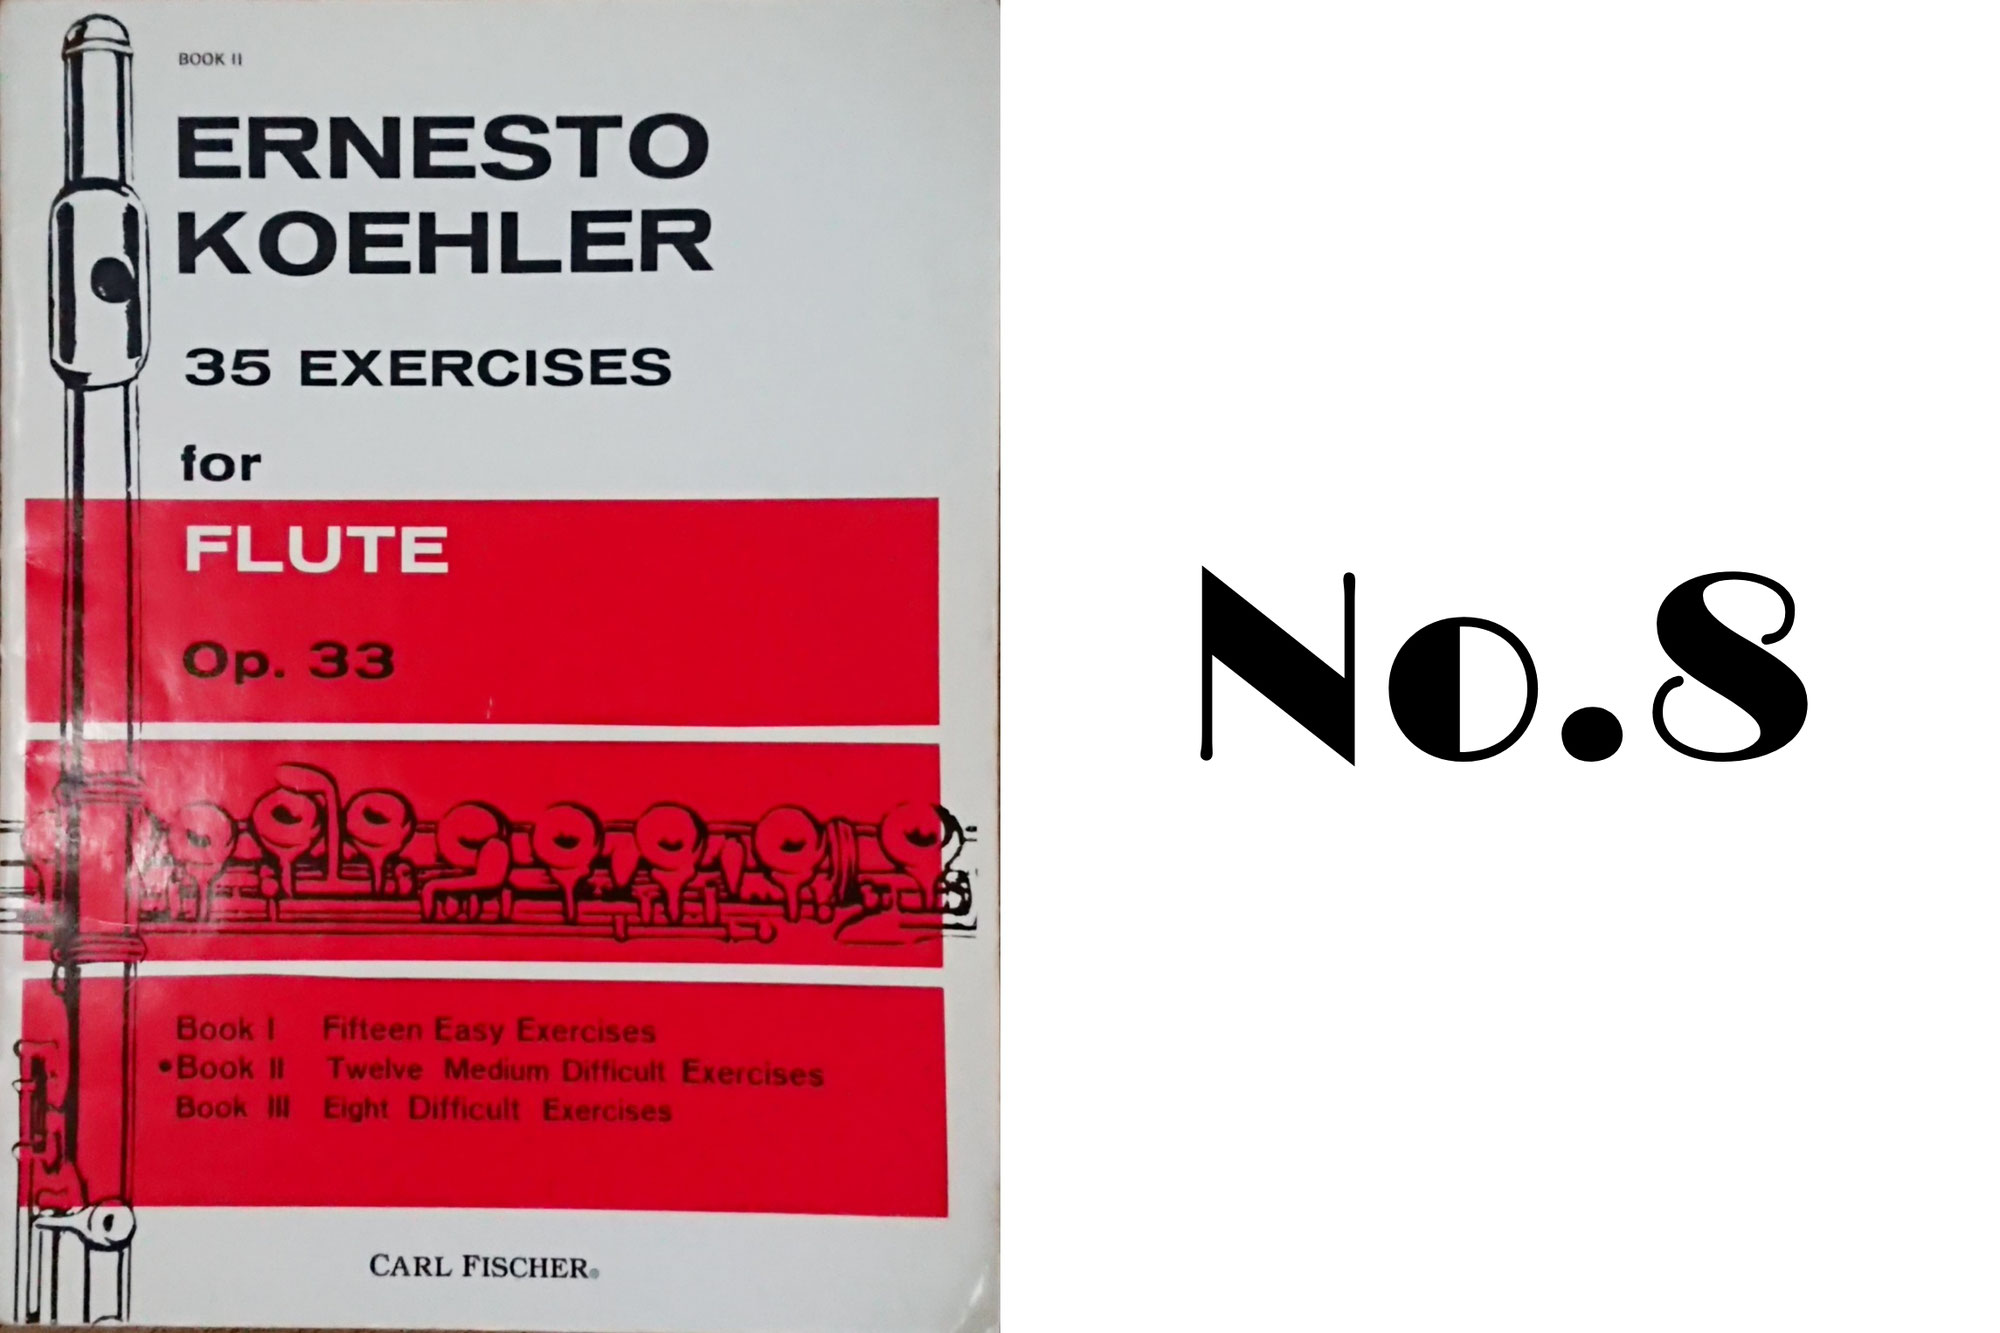 BOOK II
ERNESTO
KOEHLER
35 EXERCISES
for
FLUTE
Op. 33
Book I Fifteen Easy Exercises
•Book II Twelve Medium Difficult Exercises
Book III Eight Difficult Exercises
CARL FISCHER®
No.8